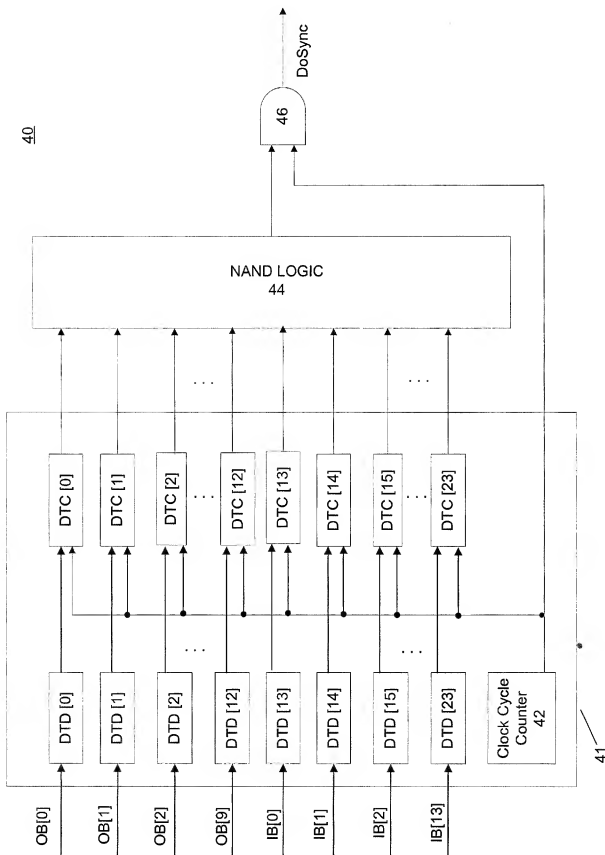 40
DoSync
46
NAND LOGIC
44
DTC [0]
DTC [1]
DTC [2]
. . .
DTC [12]
DTC [13]
DTC [14]
DTC [15]
. . .
DTC [23]
. . .
. . .
DTD [0]
DTD [1]
DTD [2]
. . .
DTD [12]
DTD [13]
DTD [14]
DTD [15]
. . .
DTD [23]
Clock Cycle
Counter
42
41
OB[0]
OB[1]
OB[2]
OB[9]
IB[0]
IB[1]
IB[2]
IB[13]